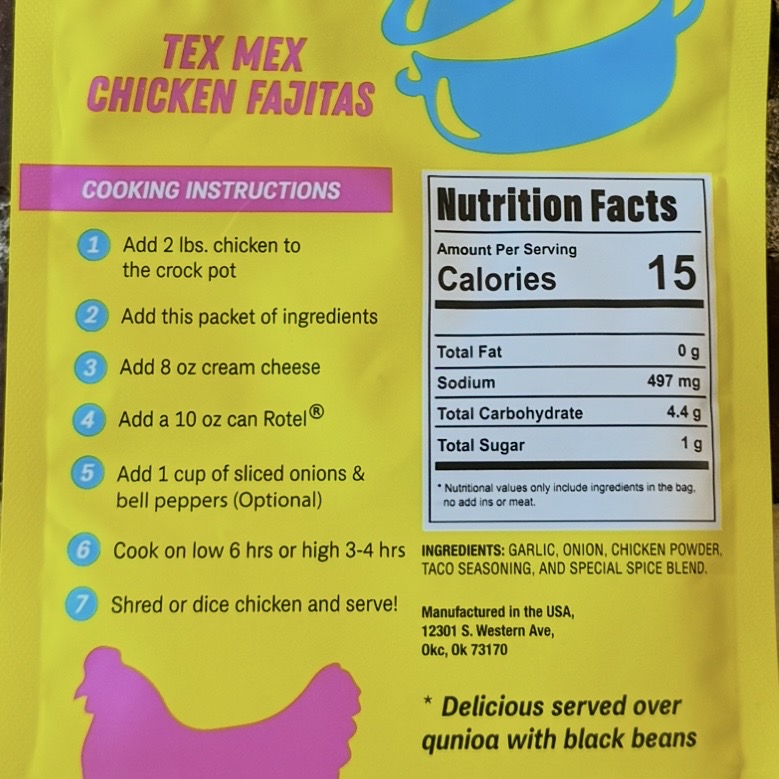 TEX MEX
CHICKEN FAJITAS
COOKING INSTRUCTIONS
1 Add 2 lbs. chicken to
the crock pot
2 Add this packet of ingredients
3 Add 8 oz cream cheese
4 Add a 10 oz can Rotel®
5 Add 1 cup of sliced onions &
bell peppers (Optional)
6 Cook on low 6 hrs or high 3-4 hrs
7 Shred or dice chicken and serve!
Nutrition Facts
Amount Per Serving
Calories 15
Total Fat 0 g
Sodium 497 mg
Total Carbohydrate 4.4 g
Total Sugar 1 g
* Nutritional values only include ingredients in the bag,
no add ins or meat.
INGREDIENTS: GARLIC, ONION, CHICKEN POWDER,
TACO SEASONING, AND SPECIAL SPICE BLEND.
Manufactured in the USA,
12301 S. Western Ave,
Okc, Ok 73170
* Delicious served over
qunioa with black beans